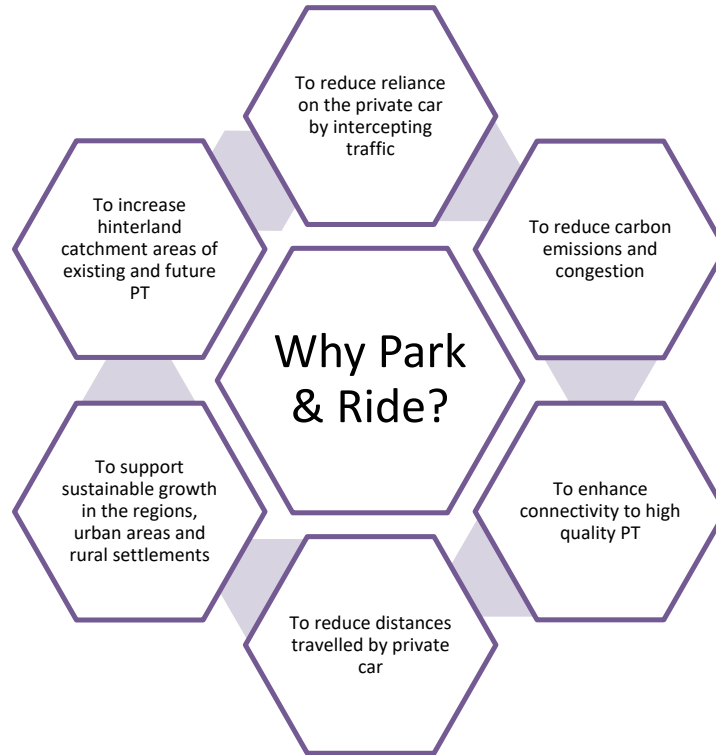 To reduce reliance
on the private car
by intercepting
traffic
To increase
hinterland
catchment areas of
existing and future
PT
To reduce carbon
emissions and
congestion
Why Park
& Ride?
To support
sustainable growth
in the regions,
urban areas and
rural settlements
To enhance
connectivity to high
quality PT
To reduce distances
travelled by private
car